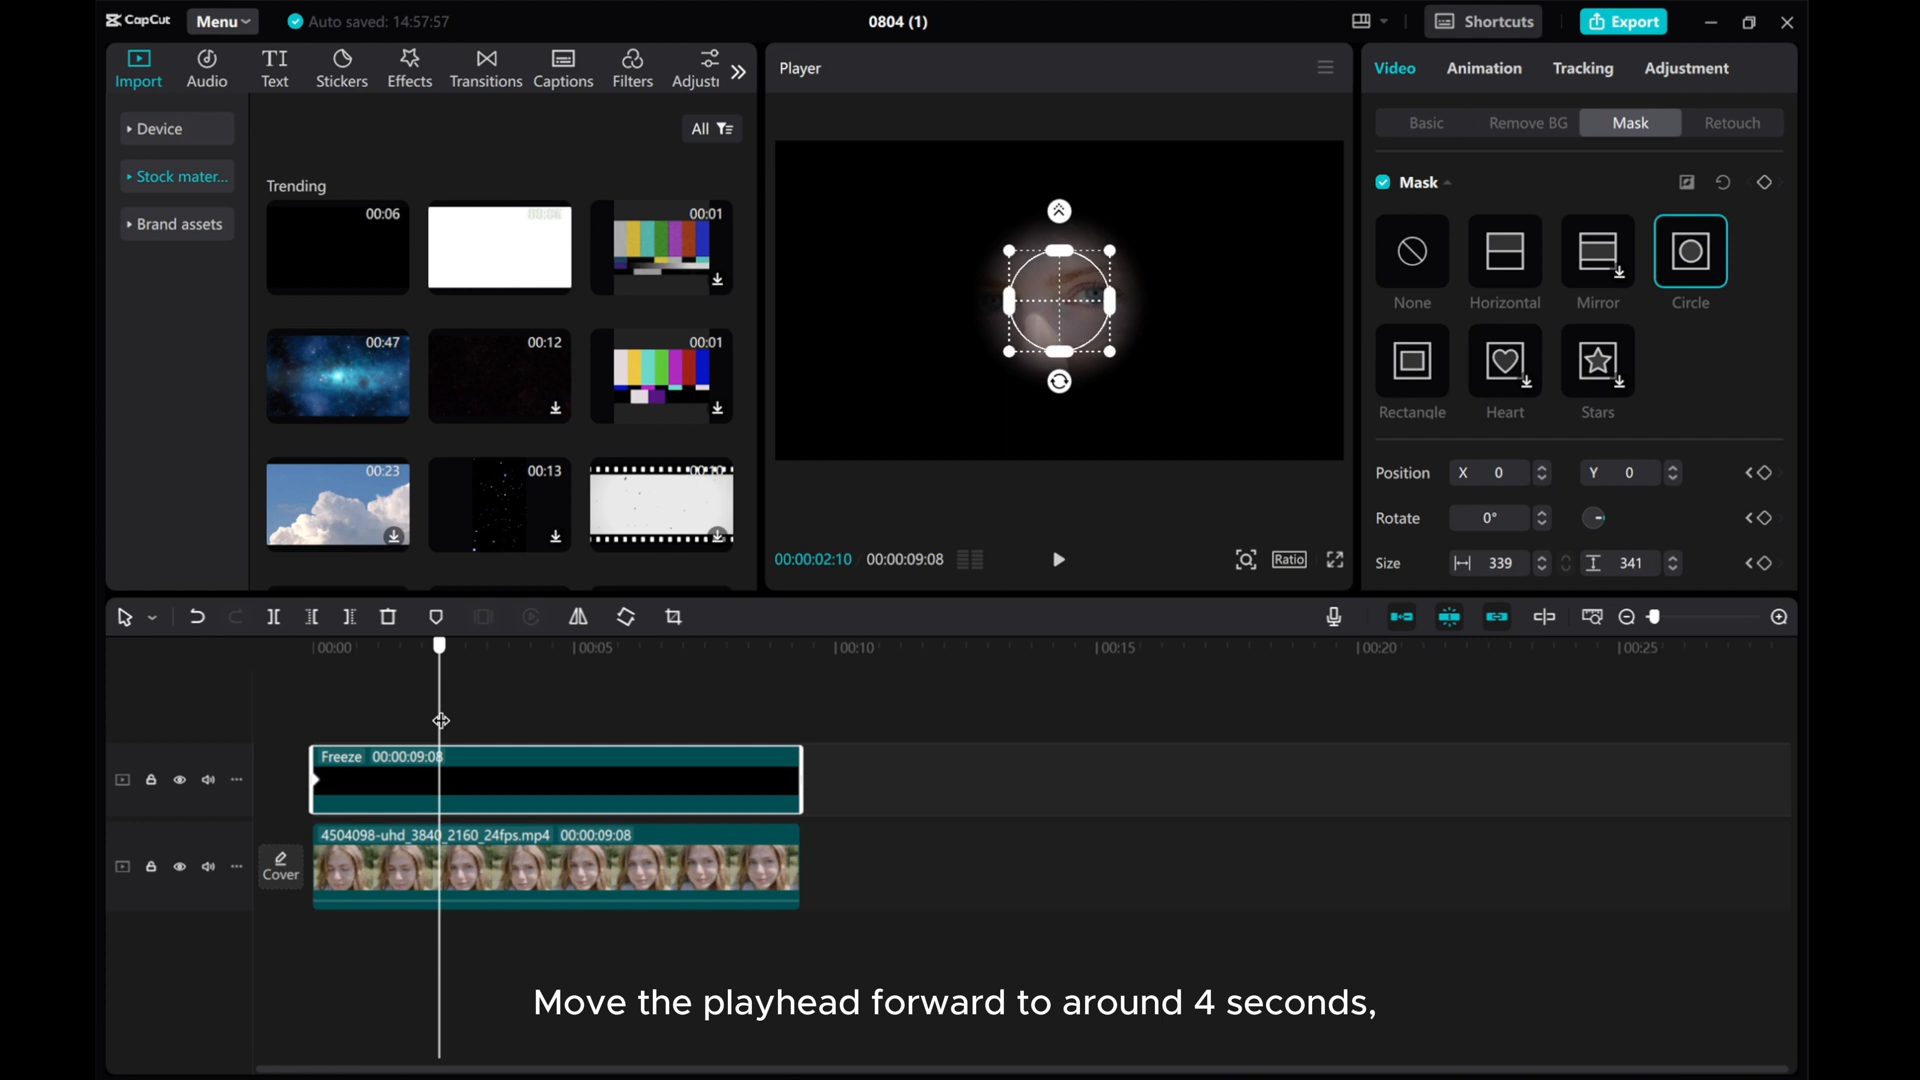 CapCut
Menu
Auto saved: 14:57:57
0804 (1)
Shortcuts
Export
Import
Audio
Text
Stickers
Effects
Transitions
Captions
Filters
Adjustı
Player
Video
Animation
Tracking
Adjustment
Device
Stock mater...
Brand assets
All
Basic
Remove BG
Mask
Retouch
Trending
Mask
00:06
00:06
00:01
None
Horizontal
Mirror
Circle
00:47
00:12
00:01
Rectangle
Heart
Stars
00:23
00:13
00:10
Position
X 0
Y 0
Rotate
0°
Size
339
341
00:00:02:10
00:00:09:08
Ratio
00:00
00:05
00:10
00:15
00:20
00:25
Freeze 00:00:09:08
4504098-uhd_3840_2160_24fps.mp4 00:00:09:08
Cover
Move the playhead forward to around 4 seconds,